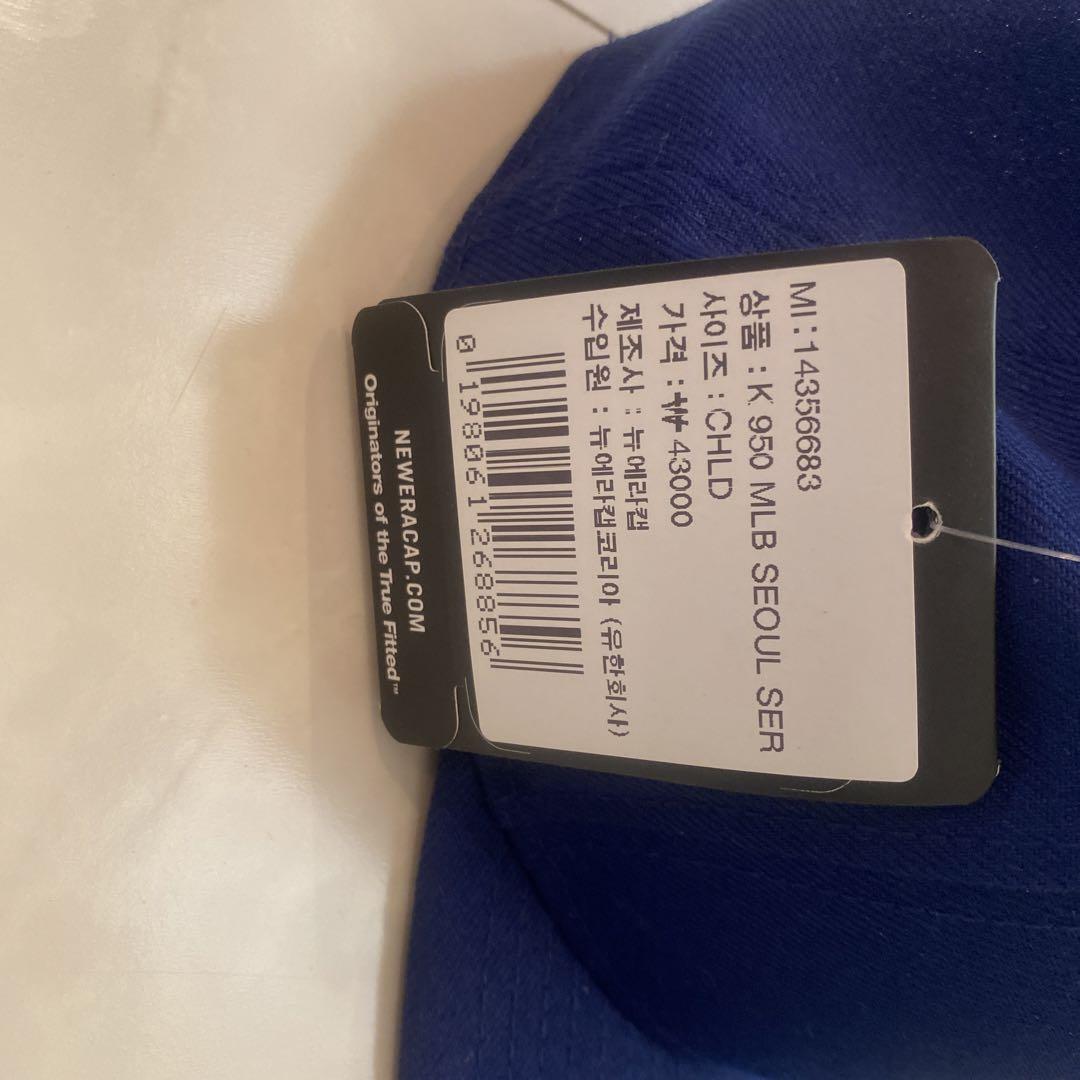 MI:14356683
상품 : K 950 MLB SEOUL SER
사이즈 : CHLD
가격 : ₩ 43000
제조사 : 뉴에라캡
수입원 : 뉴에라캡코리아 (유한회사)
0 198061 268856
NEWERACAP.COM
Originators of the True Fitted™